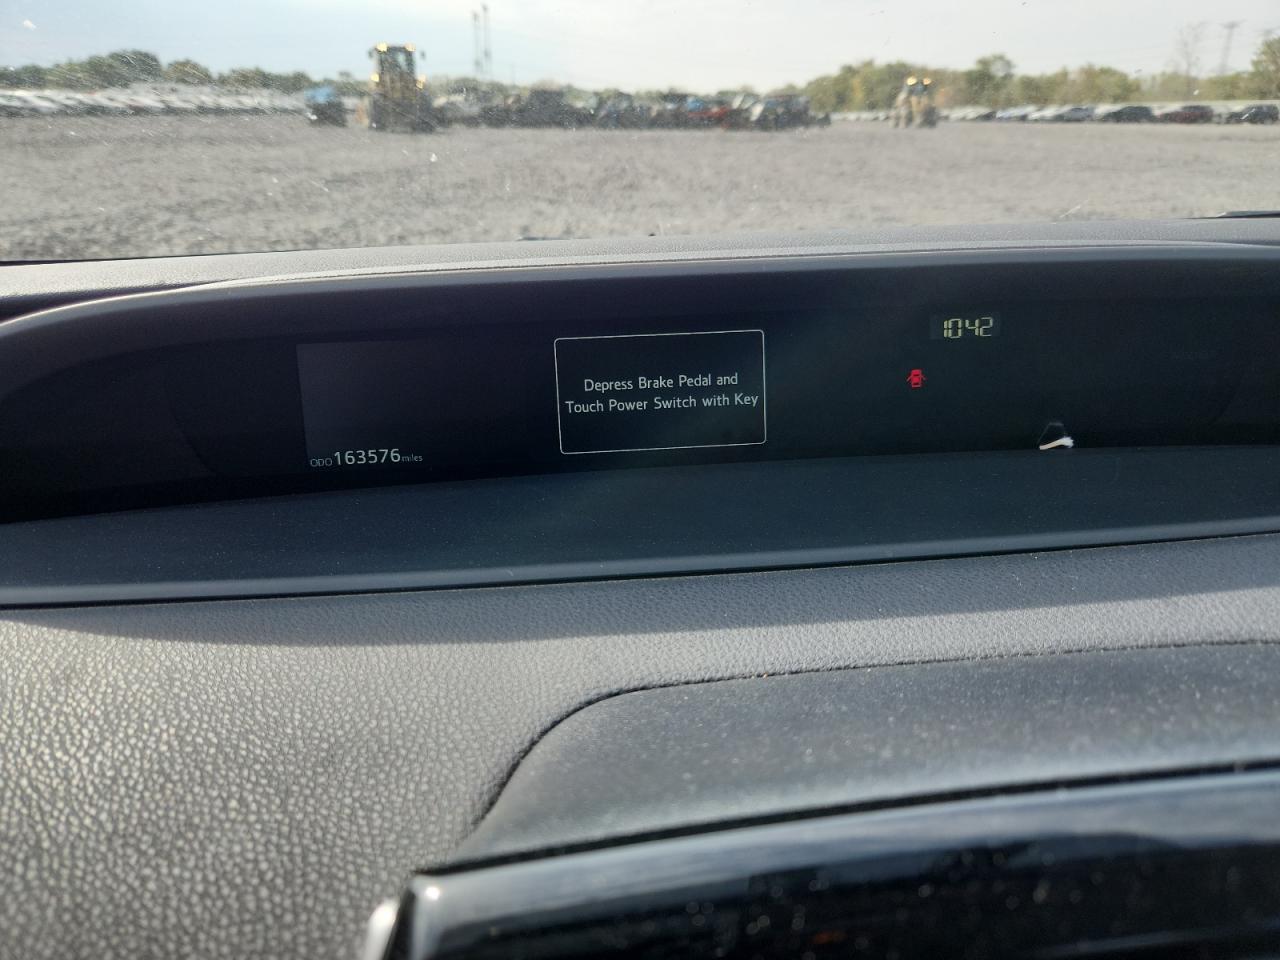 1042
Depress Brake Pedal and
Touch Power Switch with Key
ODO 163576 miles